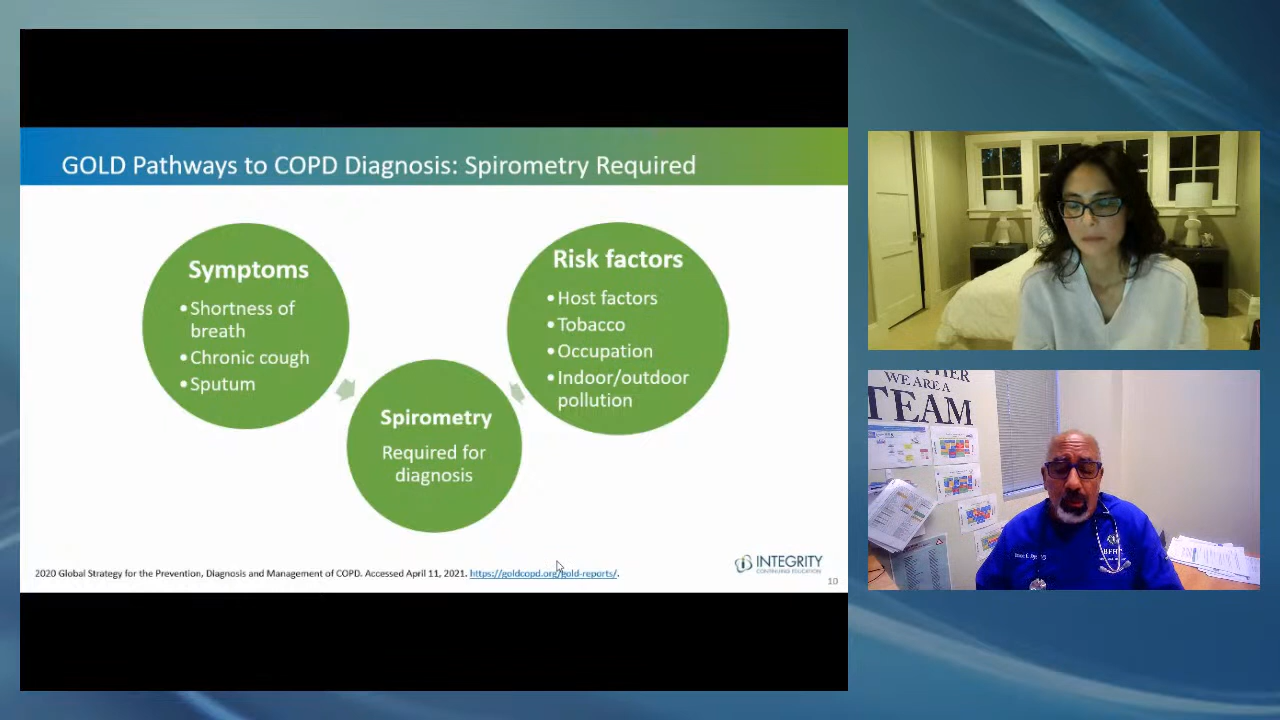 GOLD Pathways to COPD Diagnosis: Spirometry Required
Symptoms
•Shortness of
breath
•Chronic cough
•Sputum
Spirometry
Required for
diagnosis
Risk factors
•Host factors
•Tobacco
•Occupation
•Indoor/outdoor
pollution
2020 Global Strategy for the Prevention, Diagnosis and Management of COPD. Accessed April 11, 2021. https://goldcopd.org/gold-reports/.
INTEGRITY
CONTINUING EDUCATION
10
WE ARE A
TEAM